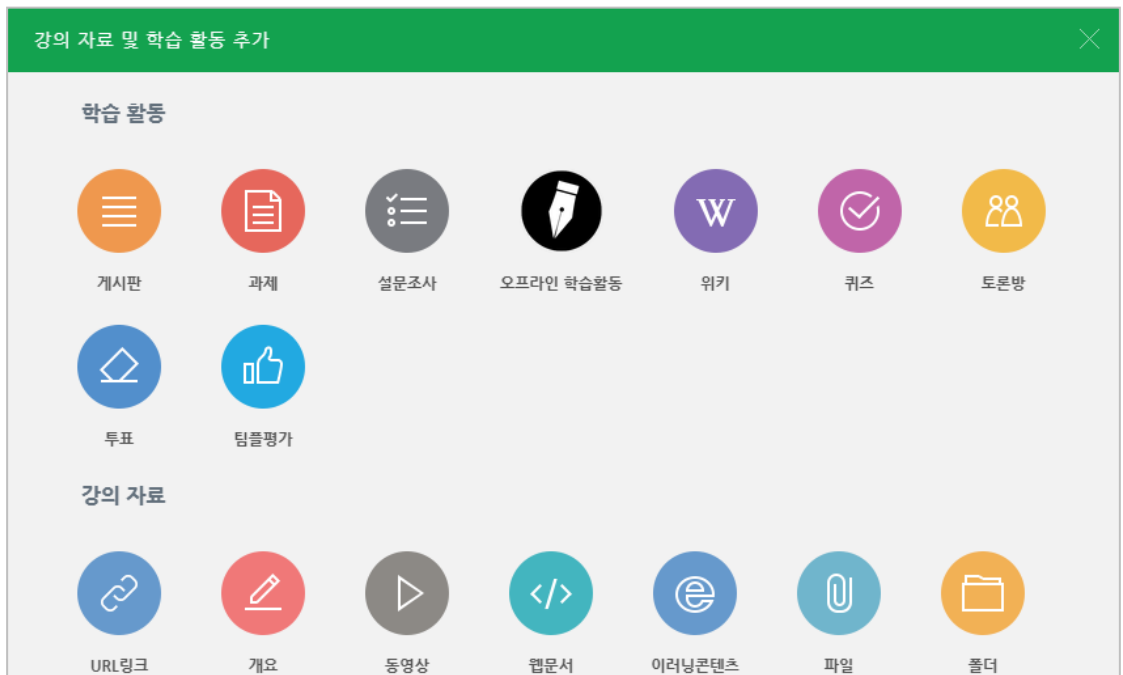 강의 자료 및 학습 활동 추가
학습 활동
게시판 과제 설문조사 오프라인 학습활동 위키 퀴즈 토론방
투표 팀플평가
강의 자료
URL링크 개요 동영상 웹문서 이러닝콘텐츠 파일 폴더